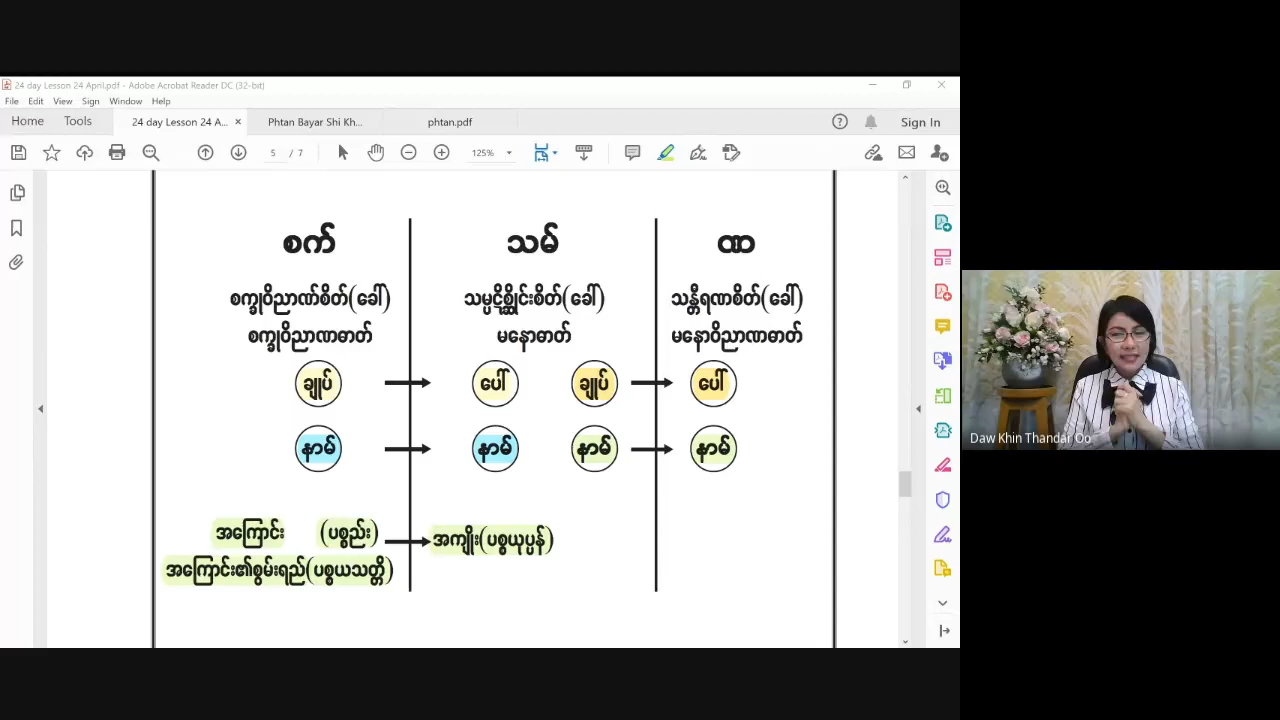 24 day Lesson 24 April.pdf - Adobe Acrobat Reader DC (32-bit)
File Edit View Sign Window Help
Home Tools 24 day Lesson 24 A... × Phtan Bayar Shi Kh... phtan.pdf Sign In
5 / 7 125%
စက် သမ် ဏ
စက္ခုဝိညာဏ်စိတ်(ခေါ်) သမ္ပဋိစ္ဆိုင်းစိတ်(ခေါ်) သန္တီရဏစိတ်(ခေါ်)
စက္ခုဝိညာဏဓာတ် မနောဓာတ် မနောဝိညာဏဓာတ်
ချုပ် ပေါ် ချုပ် ပေါ်
နာမ် နာမ် နာမ် နာမ်
အကြောင်း (ပစ္စည်း) အကျိုး(ပစ္စယုပ္ပန်)
အကြောင်း၏စွမ်းရည်(ပစ္စယသတ္တိ)
Daw Khin Thandar Oo